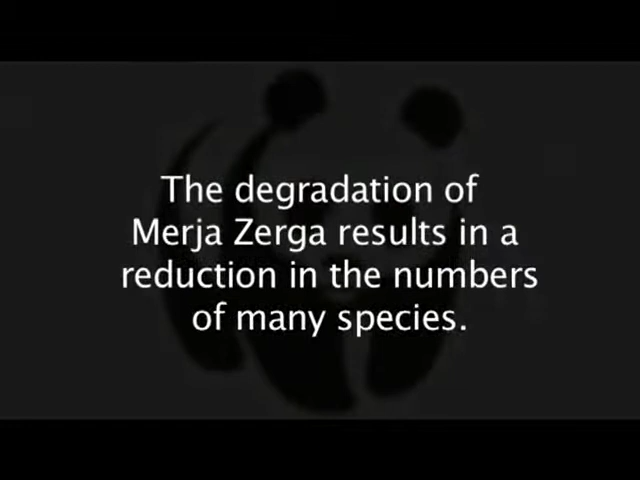 The degradation of
Merja Zerga results in a
reduction in the numbers
of many species.